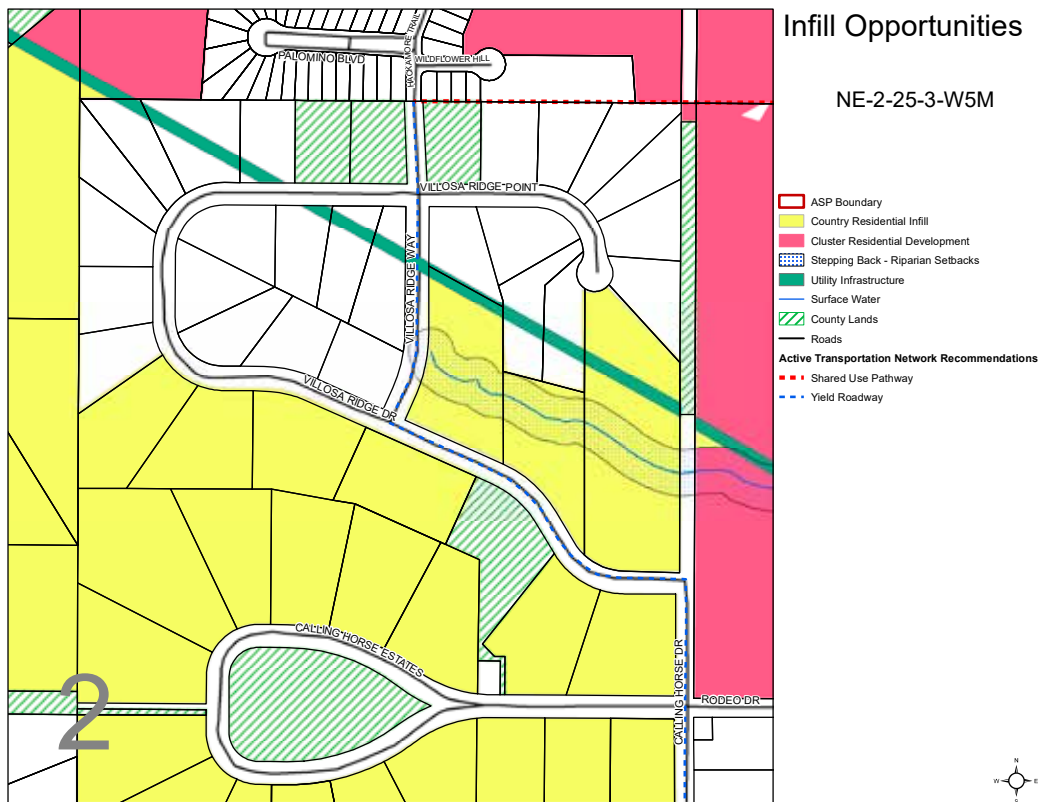 Infill Opportunities
NE-2-25-3-W5M
ASP Boundary
Country Residential Infill
Cluster Residential Development
Stepping Back - Riparian Setbacks
Utility Infrastructure
Surface Water
County Lands
Roads
Active Transportation Network Recommendations
Shared Use Pathway
Yield Roadway
HACKAMORE TRAIL
PALOMINO BLVD
WILDFLOWER HILL
VILLOSA RIDGE POINT
VILLOSA RIDGE WAY
VILLOSA RIDGE DR
CALLING HORSE ESTATES
CALLING HORSE DR
RODEO DR
2
N
W E
S